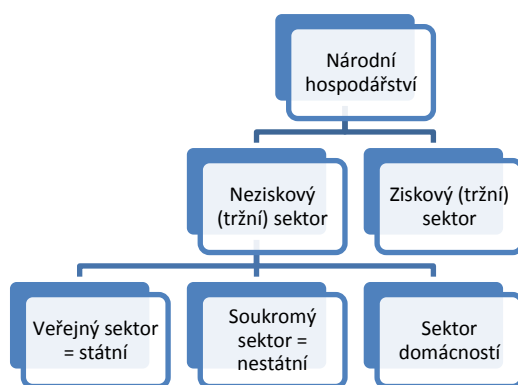 Národní
hospodářství
Neziskový
(tržní) sektor
Ziskový (tržní)
sektor
Veřejný sektor
= státní
Soukromý
sektor =
nestátní
Sektor
domácností